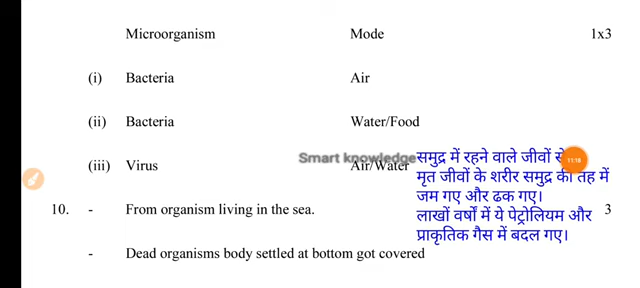 Microorganism Mode 1x3
(i) Bacteria Air
(ii) Bacteria Water/Food
(iii) Virus Air/Water
Smart knowledge
समुद्र में रहने वाले जीवों से
11:18
मृत जीवों के शरीर समुद्र की तह में
जम गए और ढक गए।
लाखों वर्षों में ये पेट्रोलियम और
प्राकृतिक गैस में बदल गए।
10. - From organism living in the sea. 3
- Dead organisms body settled at bottom got covered